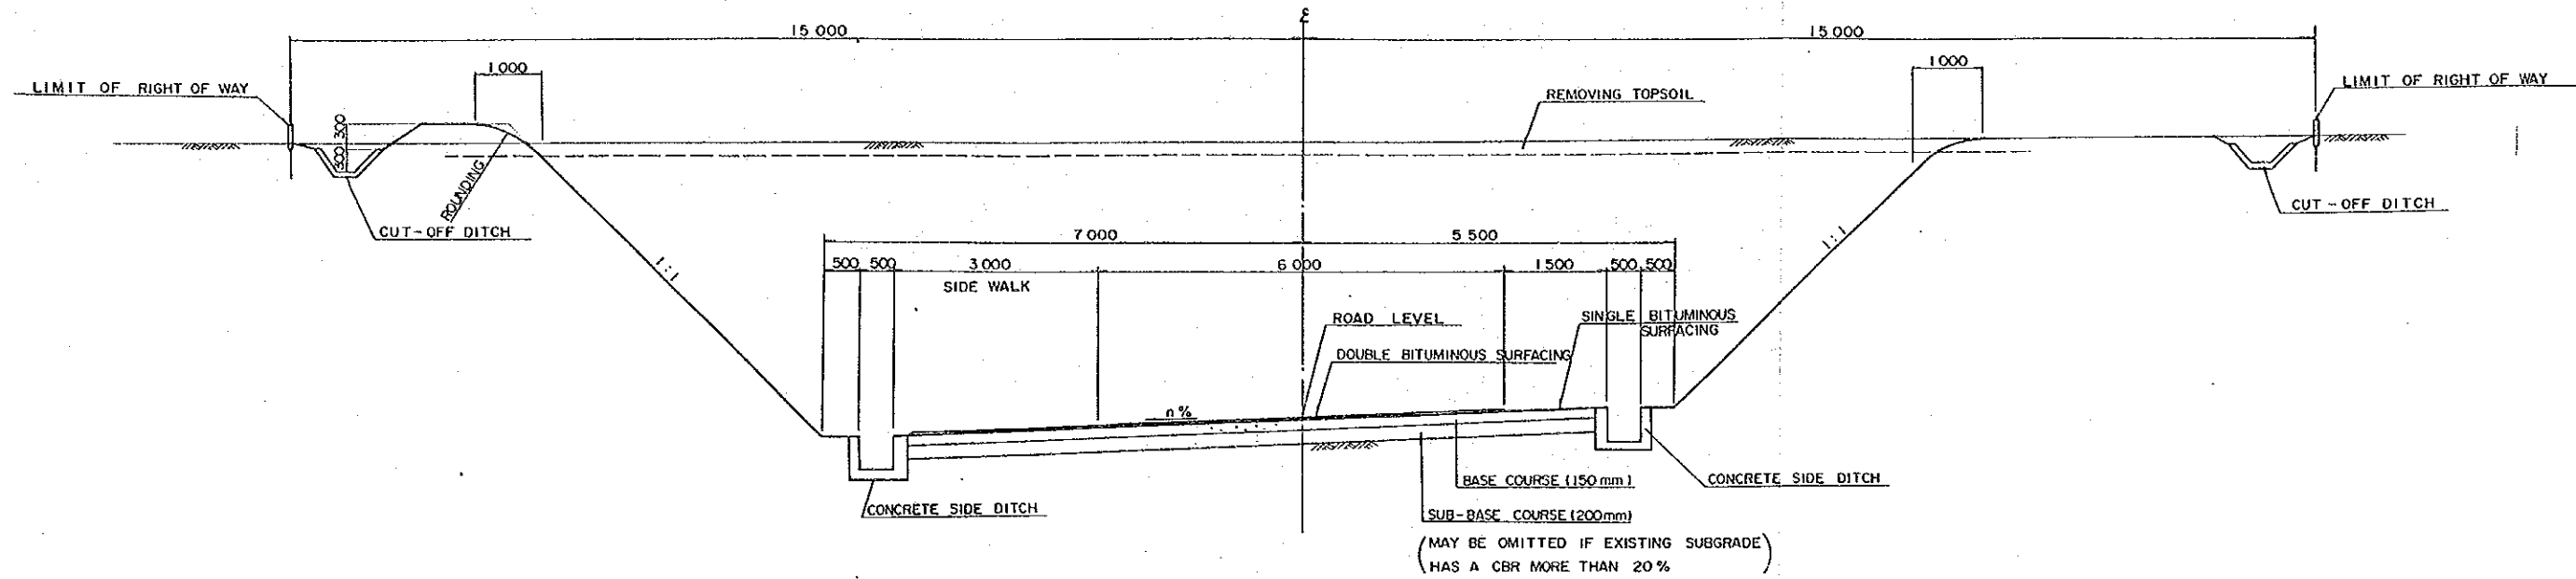 ℄
15 000
15 000
1 000
1 000
LIMIT OF RIGHT OF WAY
LIMIT OF RIGHT OF WAY
REMOVING TOPSOIL
300
300
ROUNDING
CUT-OFF DITCH
CUT-OFF DITCH
7 000
5 500
1:1
1:1
500
500
3 000
6 000
1 500
500
500
SIDE WALK
ROAD LEVEL
SINGLE BITUMINOUS
SURFACING
DOUBLE BITUMINOUS SURFACING
n%
BASE COURSE (150 mm)
CONCRETE SIDE DITCH
CONCRETE SIDE DITCH
SUB-BASE COURSE (200mm)
(MAY BE OMITTED IF EXISTING SUBGRADE
HAS A CBR MORE THAN 20%)